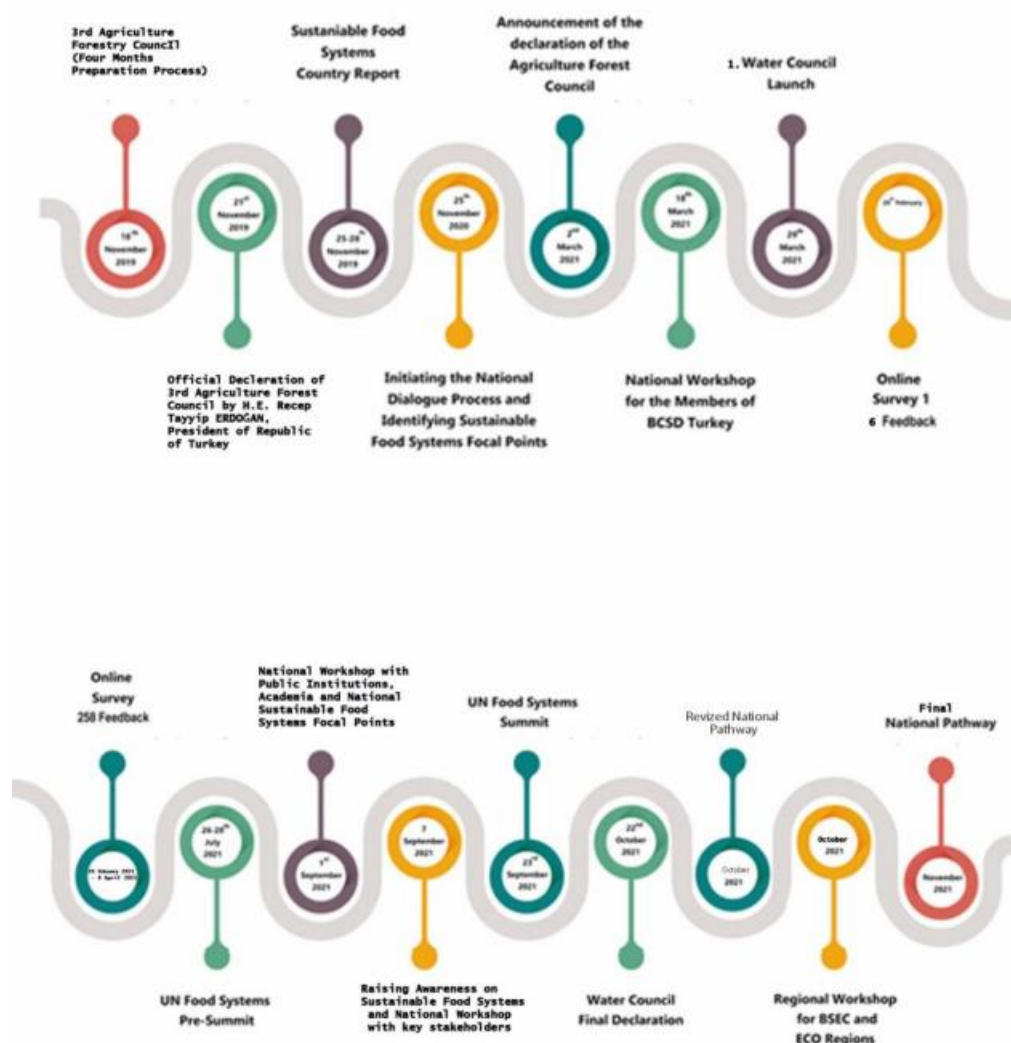 3rd Agriculture
Forestry CouncIl
(Four Months
Preparation Process)
18th
November
2019
21st
November
2019
Official Decleration of
3rd Agriculture Forest
Council by H.E. Recep
Tayyip ERDOĞAN,
President of Republic
of Turkey
Sustaniable Food
Systems
Country Report
25-28th
November
2019
25th
November
2020
Initiating the National
Dialogue Process and
Identifying Sustainable
Food Systems Focal Points
Announcement of the
declaration of the
Agriculture Forest
Council
2nd
March
2021
18th
March
2021
National Workshop
for the Members of
BCSD Turkey
1. Water Council
Launch
29th
March
2021
February
Online
Survey 1
6 Feedback
Online
Survey
258 Feedback
2021
April 2021
26-28th
July
2021
UN Food Systems
Pre-Summit
National Workshop with
Public Institutions,
Academia and National
Sustainable Food
Systems Focal Points
1st
September
2021
7
September
2021
Raising Awareness on
Sustainable Food Systems
and National Workshop
with key stakeholders
UN Food Systems
Summit
23rd
September
2021
22nd
October
2021
Water Council
Final Declaration
Revized National
Pathway
October
2021
October
2021
Regional Workshop
for BSEC and
ECO Regions
Final
National Pathway
November
2021